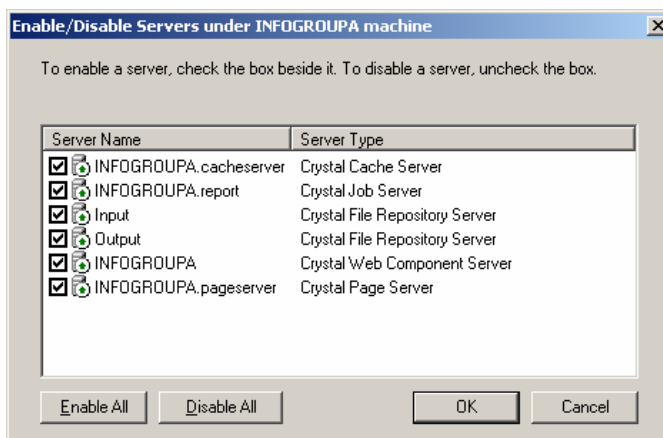 Enable/Disable Servers under INFOGROUPA machine
To enable a server, check the box beside it. To disable a server, uncheck the box.
Server Name Server Type
INFOGROUPA.cacheserver Crystal Cache Server
INFOGROUPA.report Crystal Job Server
Input Crystal File Repository Server
Output Crystal File Repository Server
INFOGROUPA Crystal Web Component Server
INFOGROUPA.pageserver Crystal Page Server
Enable All Disable All OK Cancel